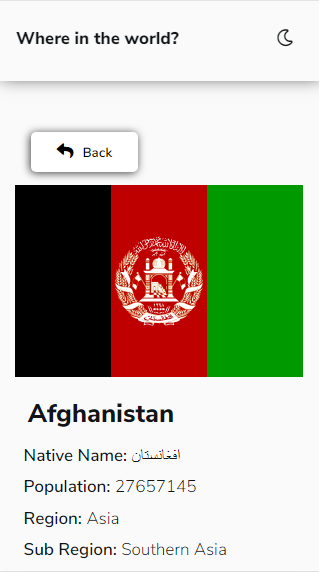 Where in the world?
Back
Afghanistan
Native Name: افغانستان
Population: 27657145
Region: Asia
Sub Region: Southern Asia